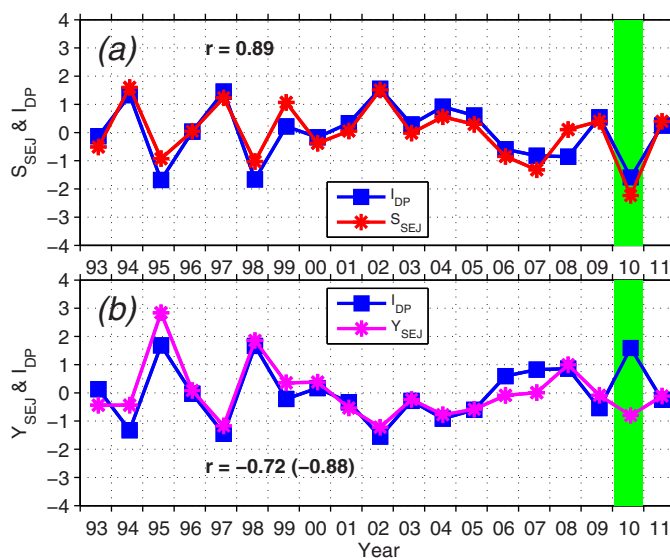 4
3
2
1
0
−1
−2
−3
−4
S_SEJ & I_DP
(a)
r = 0.89
I_DP
S_SEJ
93 94 95 96 97 98 99 00 01 02 03 04 05 06 07 08 09 10 11
4
3
2
1
0
−1
−2
−3
−4
Y_SEJ & I_DP
(b)
I_DP
Y_SEJ
r = −0.72 (−0.88)
93 94 95 96 97 98 99 00 01 02 03 04 05 06 07 08 09 10 11
Year